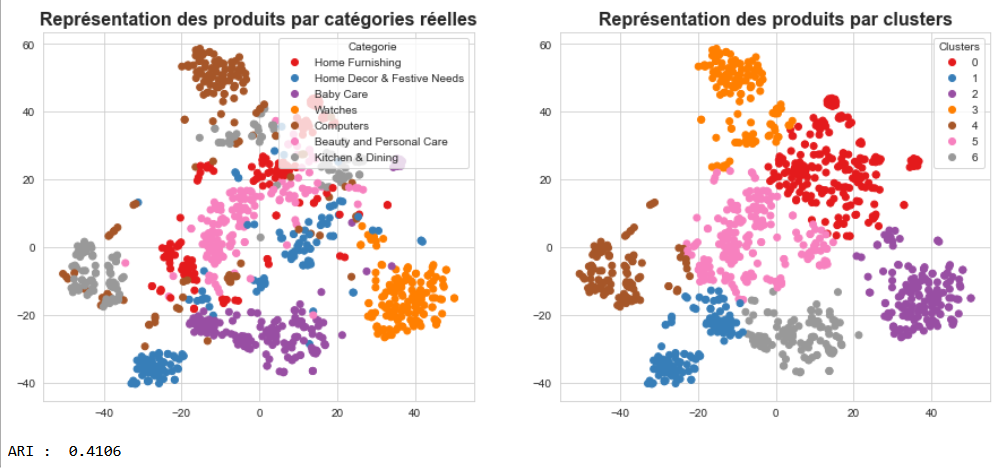 Représentation des produits par catégories réelles
60
40
20
0
−20
−40
−40
−20
0
20
40
Categorie
Home Furnishing
Home Decor & Festive Needs
Baby Care
Watches
Computers
Beauty and Personal Care
Kitchen & Dining
Représentation des produits par clusters
60
40
20
0
−20
−40
−40
−20
0
20
40
Clusters
0
1
2
3
4
5
6
ARI : 0.4106